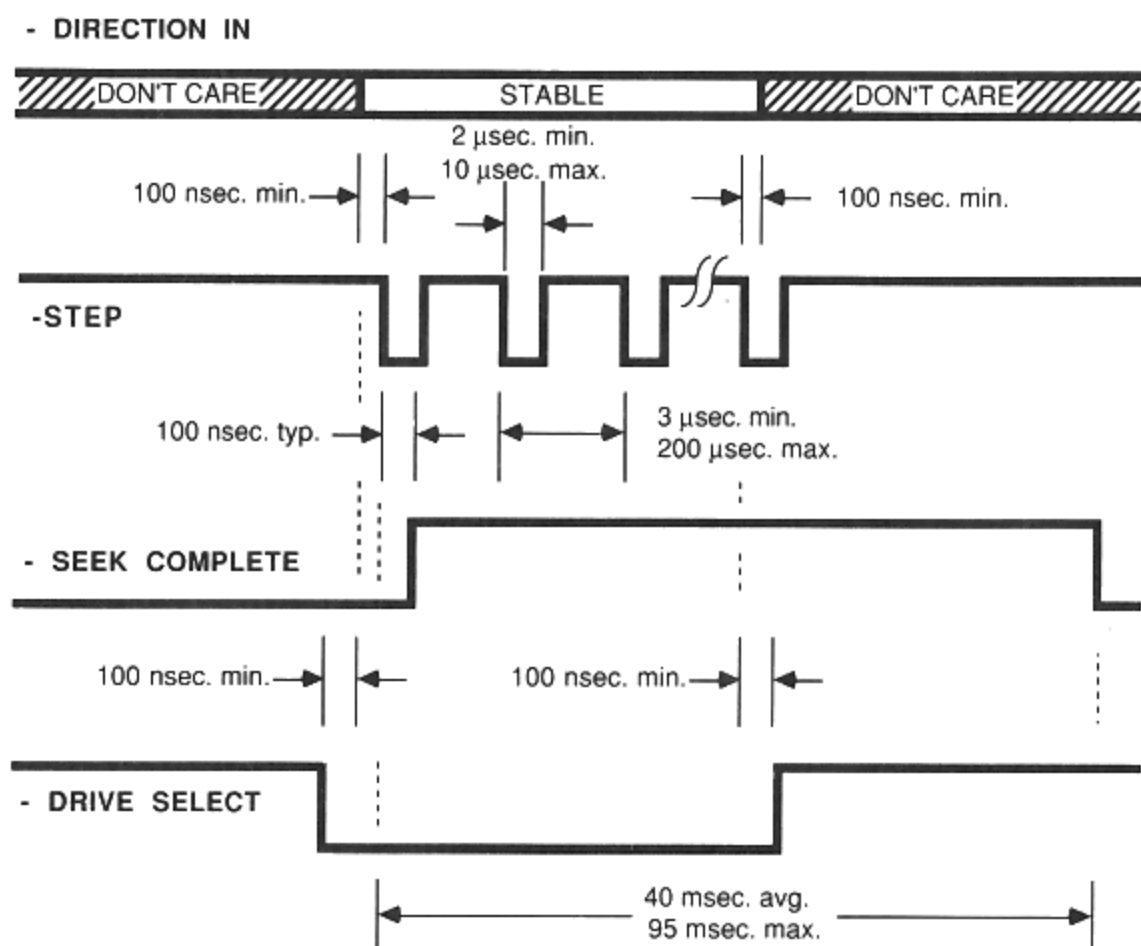 - DIRECTION IN
DON'T CARE
STABLE
DON'T CARE
2 μsec. min.
10 μsec. max.
100 nsec. min.
100 nsec. min.
-STEP
100 nsec. typ.
3 μsec. min.
200 μsec. max.
- SEEK COMPLETE
100 nsec. min.
100 nsec. min.
- DRIVE SELECT
40 msec. avg.
95 msec. max.